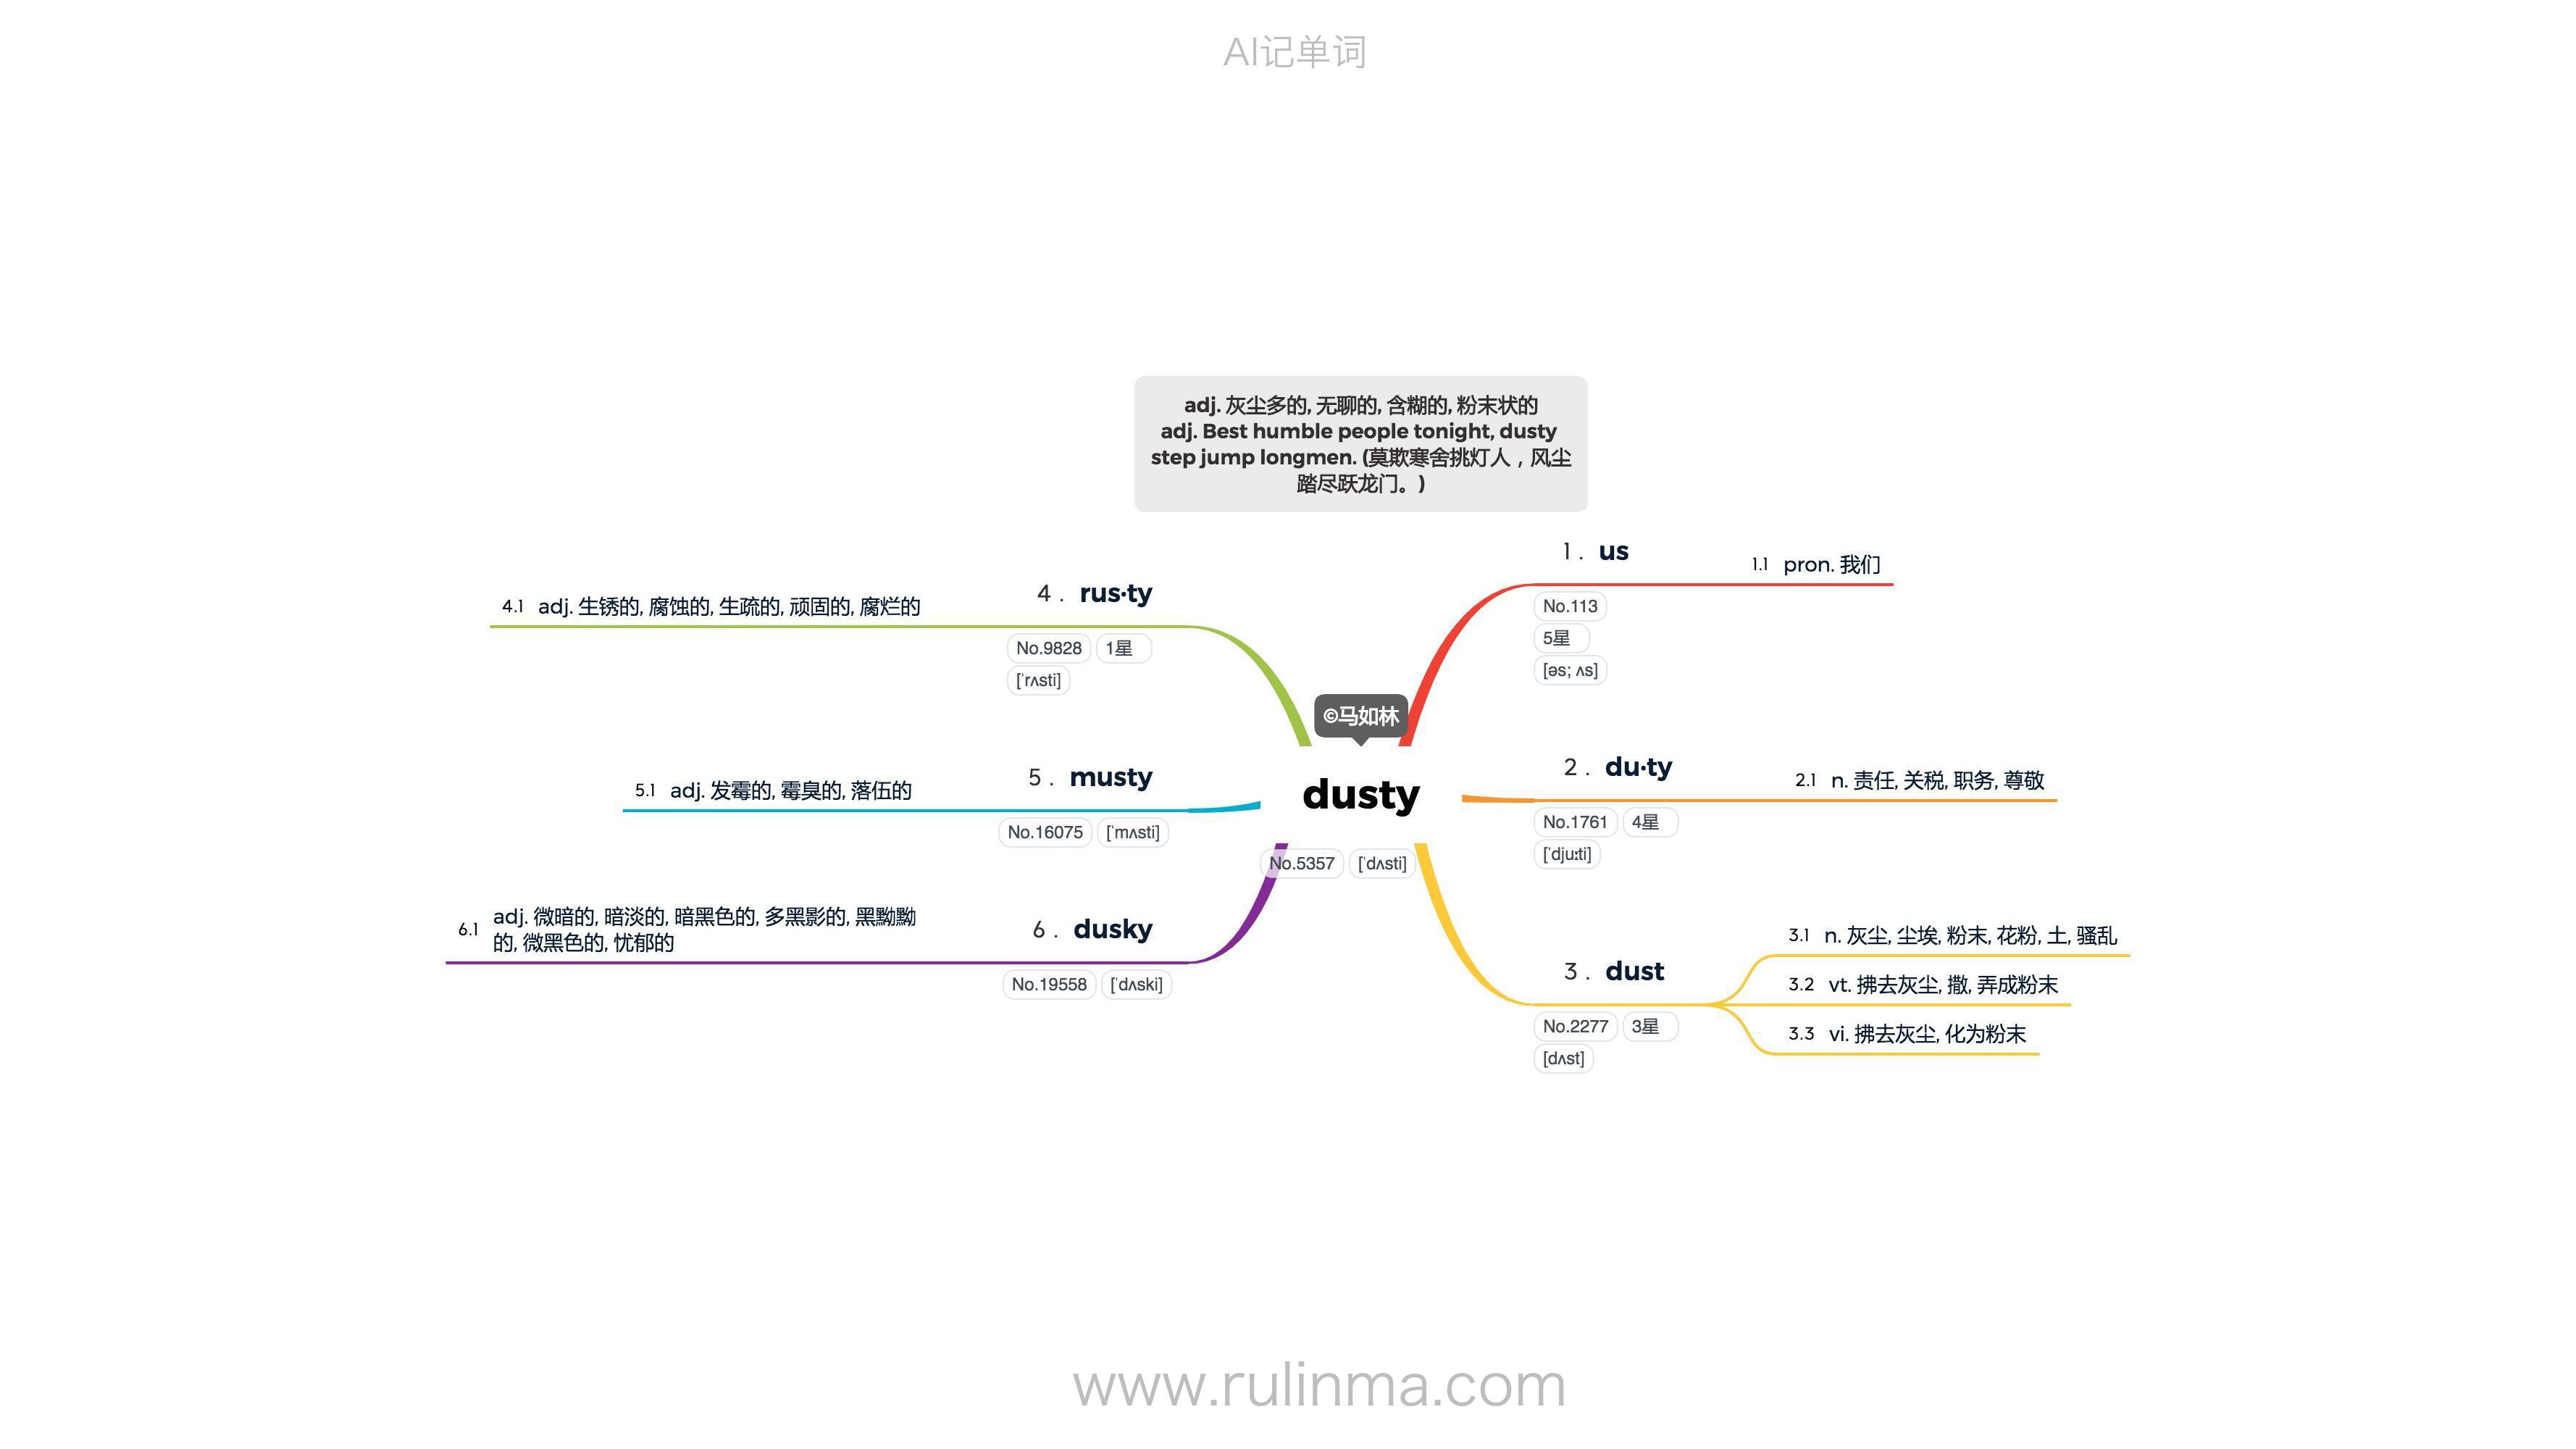 AI记单词
adj. 灰尘多的, 无聊的, 含糊的, 粉末状的
adj. Best humble people tonight, dusty
step jump longmen. (莫欺寒舍挑灯人，风尘
踏尽跃龙门。)
©马如林
dusty
No.5357 [ˈdʌsti]
1 . us
No.113
5星
[əs; ʌs]
1.1 pron. 我们
2 . du·ty
No.1761 4星
[ˈdjuːti]
2.1 n. 责任, 关税, 职务, 尊敬
3 . dust
No.2277 3星
[dʌst]
3.1 n. 灰尘, 尘埃, 粉末, 花粉, 土, 骚乱
3.2 vt. 拂去灰尘, 撒, 弄成粉末
3.3 vi. 拂去灰尘, 化为粉末
4 . rus·ty
No.9828 1星
[ˈrʌsti]
4.1 adj. 生锈的, 腐蚀的, 生疏的, 顽固的, 腐烂的
5 . musty
No.16075 [ˈmʌsti]
5.1 adj. 发霉的, 霉臭的, 落伍的
6 . dusky
No.19558 [ˈdʌski]
6.1 adj. 微暗的, 暗淡的, 暗黑色的, 多黑影的, 黑黝黝
的, 微黑色的, 忧郁的
www.rulinma.com